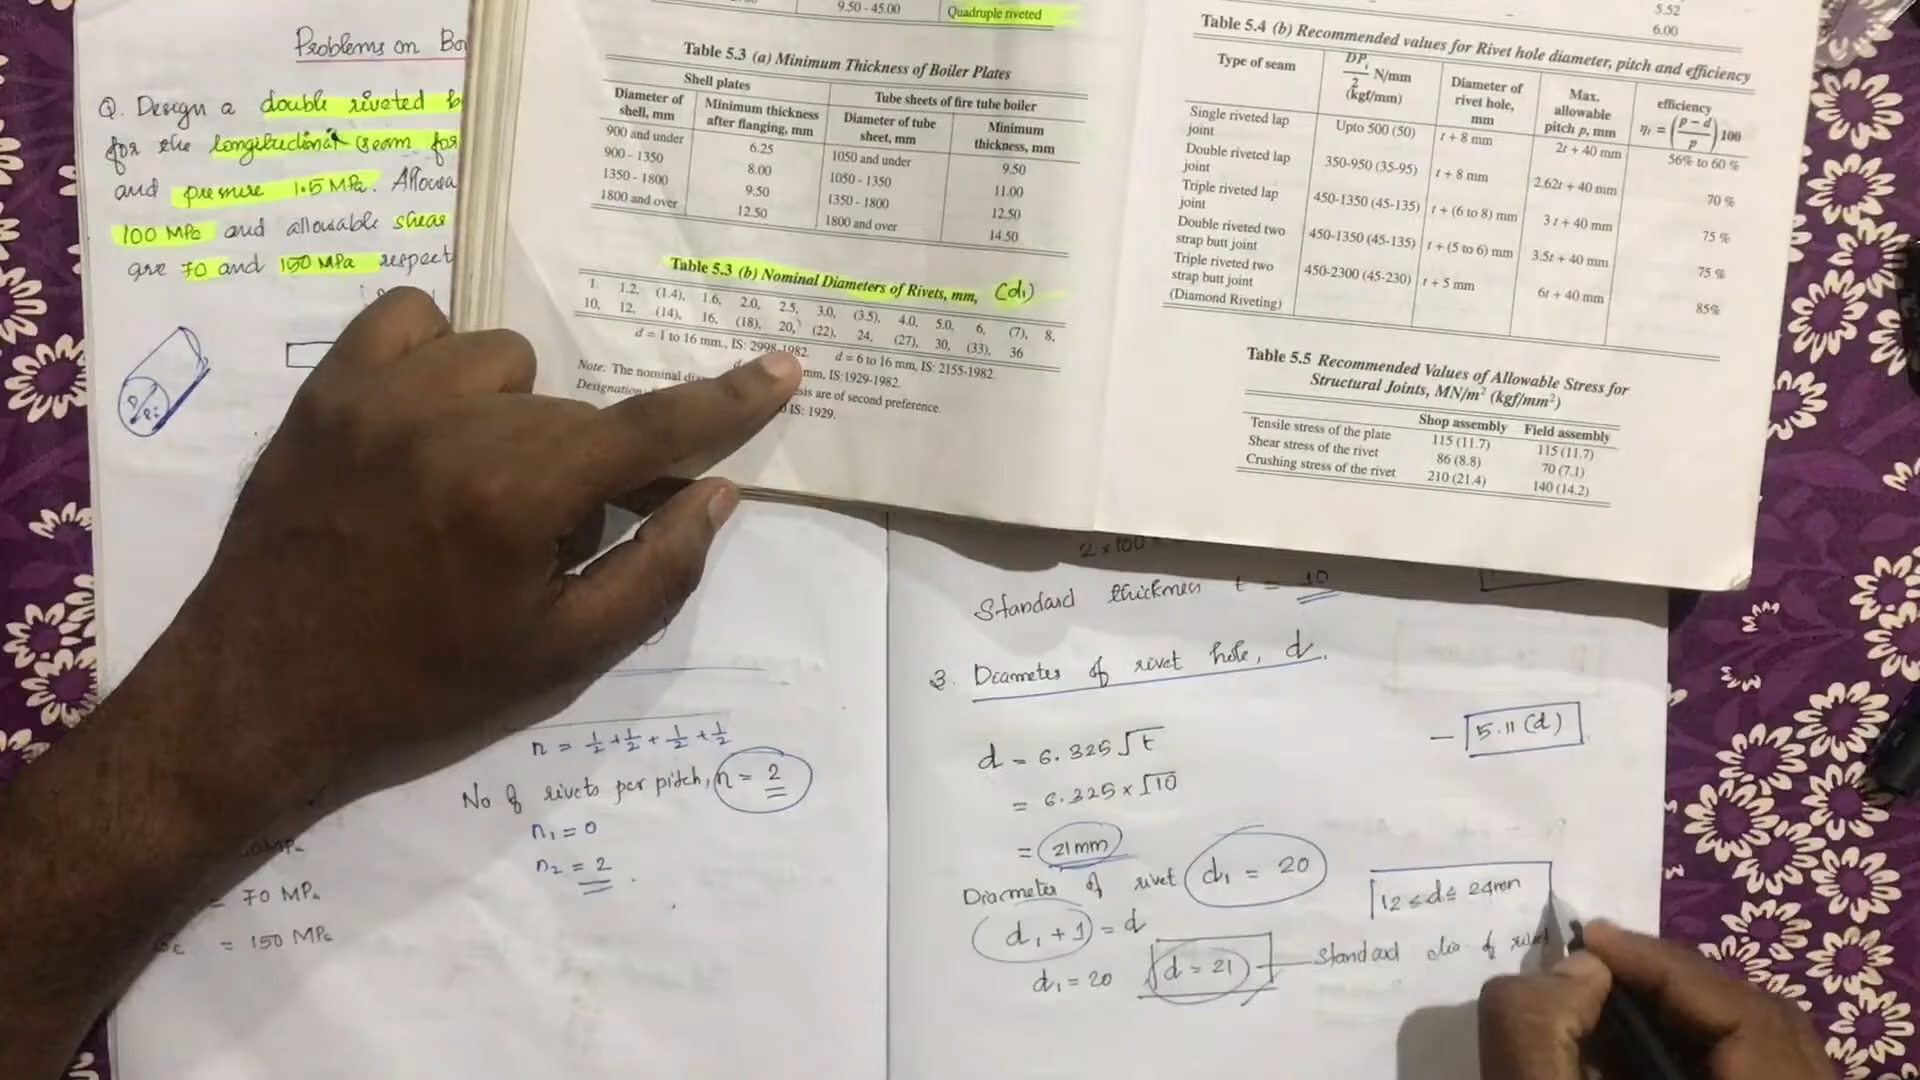 Problems on Bo
Q. Design a double riveted b
for the longitudinal seam for
and pressure 1.5 MPa. Allowa
100 MPa and allowable shear
are 70 and 150 MPa respect
D/Pi
9.50 - 45.00 Quadruple riveted
Table 5.3 (a) Minimum Thickness of Boiler Plates
Shell plates Tube sheets of fire tube boiler
Diameter of shell, mm Minimum thickness after flanging, mm Diameter of tube sheet, mm Minimum thickness, mm
900 and under 6.25 1050 and under 9.50
900 - 1350 8.00 1050 - 1350 11.00
1350 - 1800 9.50 1350 - 1800 12.50
1800 and over 12.50 1800 and over 14.50
Table 5.3 (b) Nominal Diameters of Rivets, mm, (d₁)
1. 1.2, (1.4), 1.6, 2.0, 2.5, 3.0, (3.5), 4.0, 5.0, 6, (7), 8,
10, 12, (14), 16, (18), 20, (22), 24, (27), 30, (33), 36
d = 1 to 16 mm., IS: 2998-1982. d = 6 to 16 mm, IS: 2155-1982.
mm, IS:1929-1982.
Note: The nominal dia esis are of second preference.
Designation: IS: 1929.
5.52
6.00
Table 5.4 (b) Recommended values for Rivet hole diameter, pitch and efficiency
Type of seam DPi/2 N/mm (kgf/mm) Diameter of rivet hole, mm Max. allowable pitch p, mm efficiency ηt = (p – d / p) 100
Single riveted lap joint Upto 500 (50) t + 8 mm 2t + 40 mm 56% to 60 %
Double riveted lap joint 350-950 (35-95) t + 8 mm 2.62t + 40 mm 70 %
Triple riveted lap joint 450-1350 (45-135) t + (6 to 8) mm 3 t + 40 mm 75 %
Double riveted two strap butt joint 450-1350 (45-135) t + (5 to 6) mm 3.5t + 40 mm 75 %
Triple riveted two strap butt joint (Diamond Riveting) 450-2300 (45-230) t + 5 mm 6t + 40 mm 85%
Table 5.5 Recommended Values of Allowable Stress for
Structural Joints, MN/m² (kgf/mm²)
Shop assembly Field assembly
Tensile stress of the plate 115 (11.7) 115 (11.7)
Shear stress of the rivet 86 (8.8) 70 (7.1)
Crushing stress of the rivet 210 (21.4) 140 (14.2)
n = ½ + ½ + ½ + ½
No of rivets per pitch, n = 2
n₁ = 0
n₂ = 2
= 70 MPa
c = 150 MPa
2 × 100
Standard thickness t = 10
3. Diameter of rivet hole, d.
d = 6.325 √t – 5.11 (d)
= 6.325 × √10
= 21 mm
Diameter of rivet d₁ = 20
12 ≤ d ≤ 24mm
d₁ + 1 = d
d₁ = 20 d = 21 — Standard dia of rivet